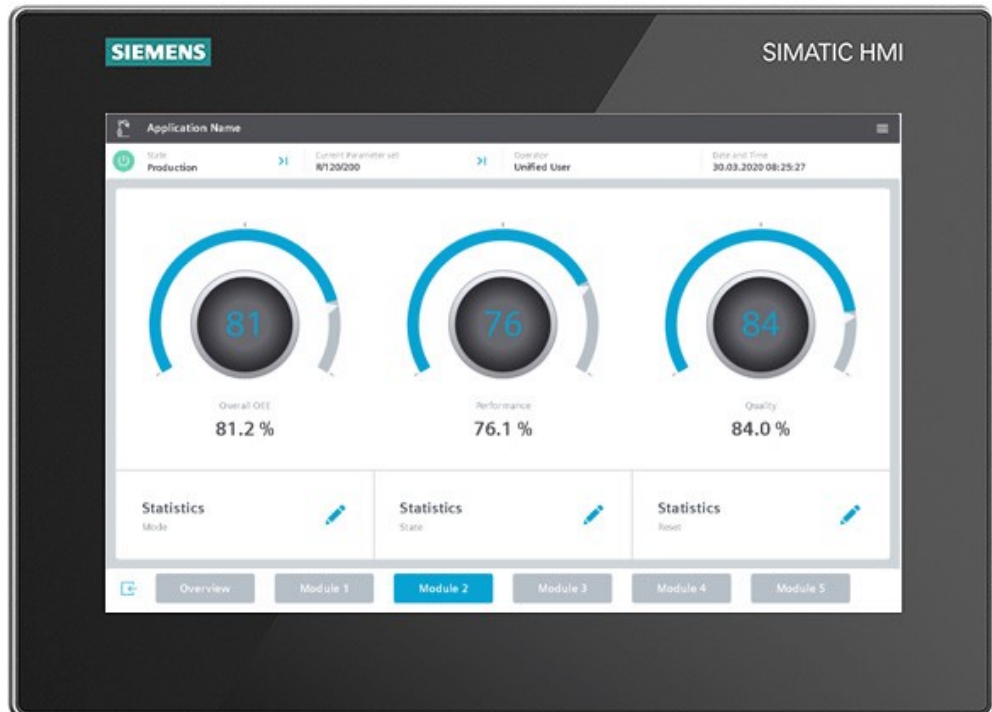 SIEMENS
SIMATIC HMI
Application Name
State
Production
Current Parameter set
8/120/200
Operator
Unified User
Date and Time
30.03.2020 08:25:27
81
76
84
Overall OEE
81.2 %
Performance
76.1 %
Quality
84.0 %
Statistics
Mode
Statistics
State
Statistics
Reset
Overview
Module 1
Module 2
Module 3
Module 4
Module 5